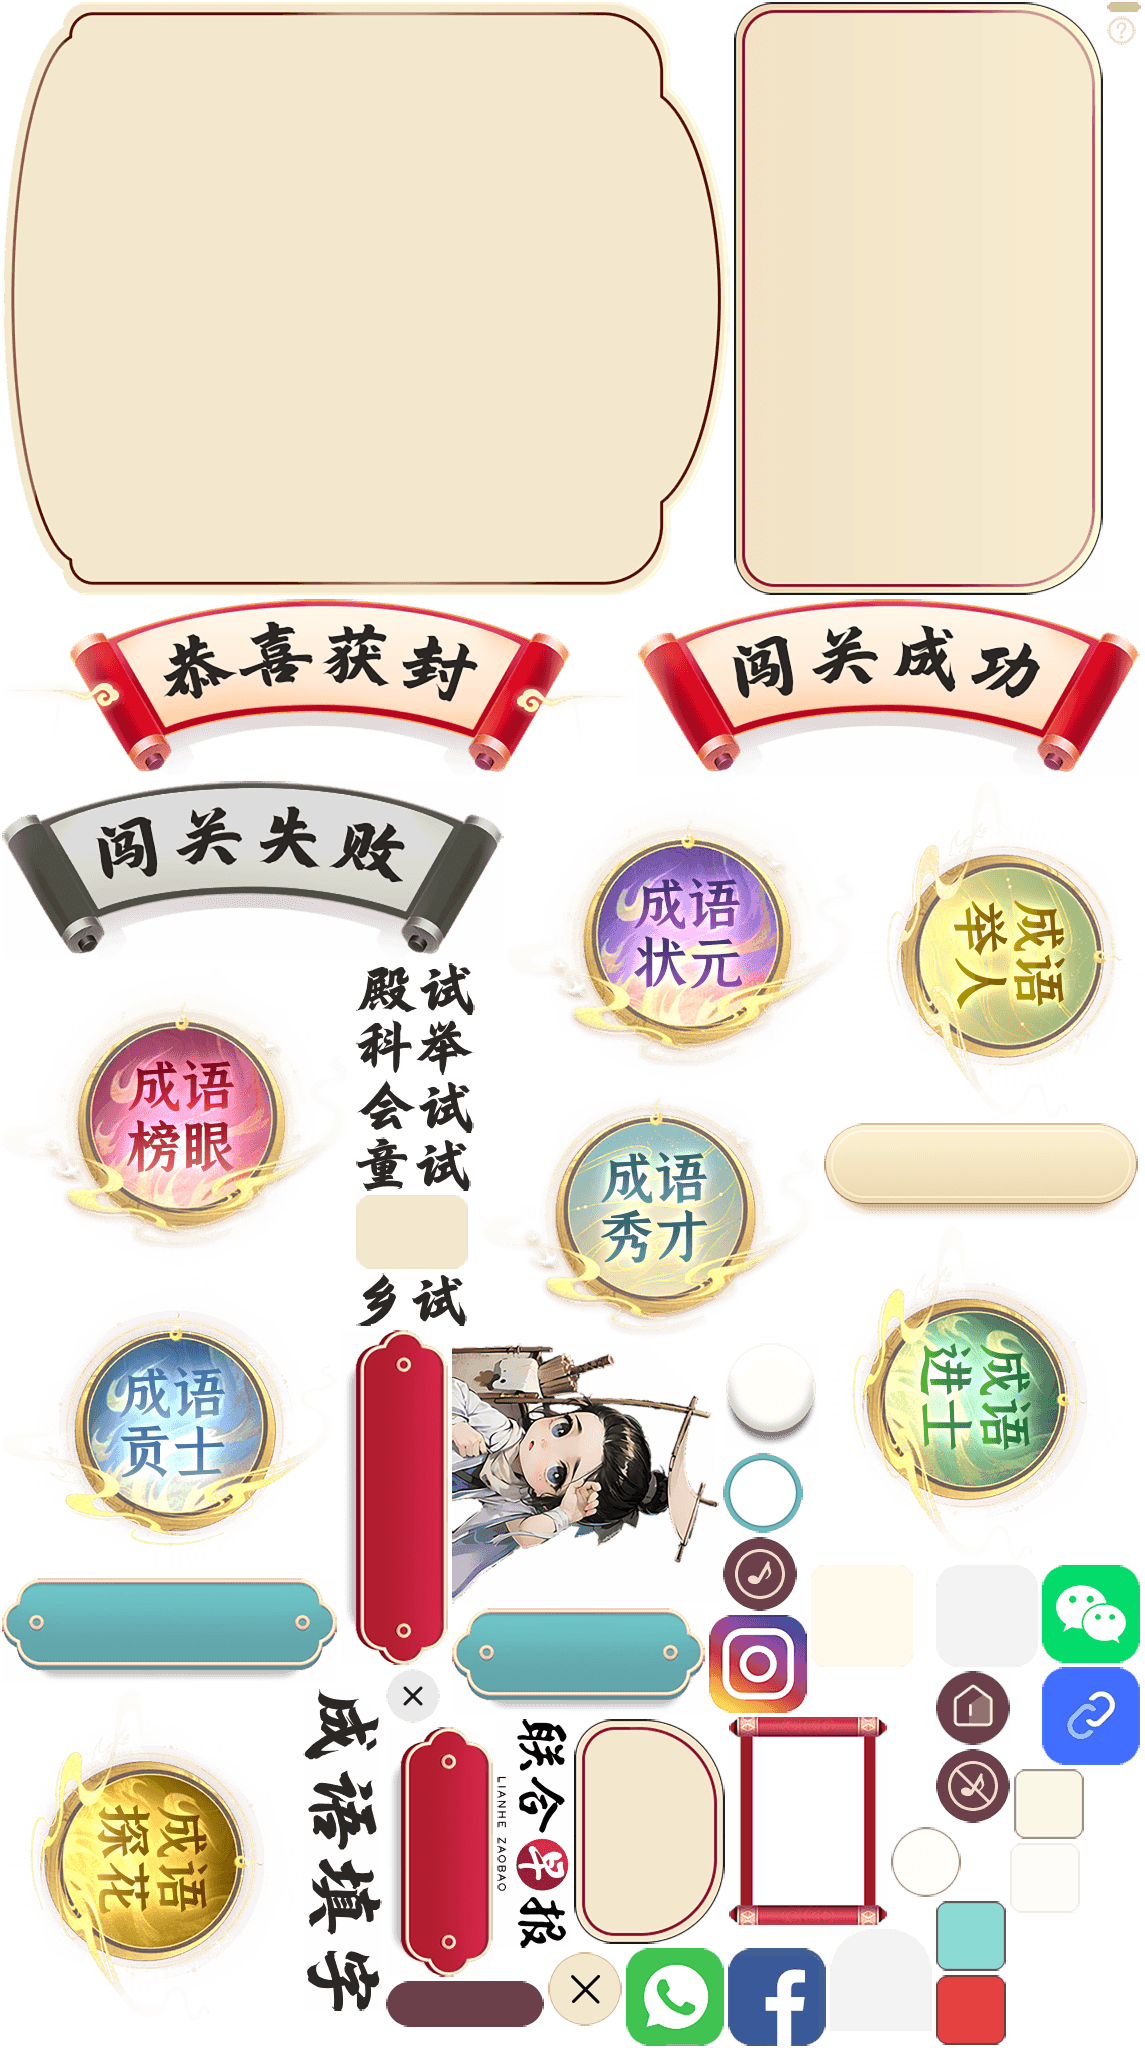 恭喜获封
闯关成功
闯关失败
成语
状元
成语
举人
殿试
科举
会试
童试
乡试
成语
榜眼
成语
秀才
成语
贡士
成语
进士
成语
探花
成语填字
联合早报
LIANHE ZAOBAO